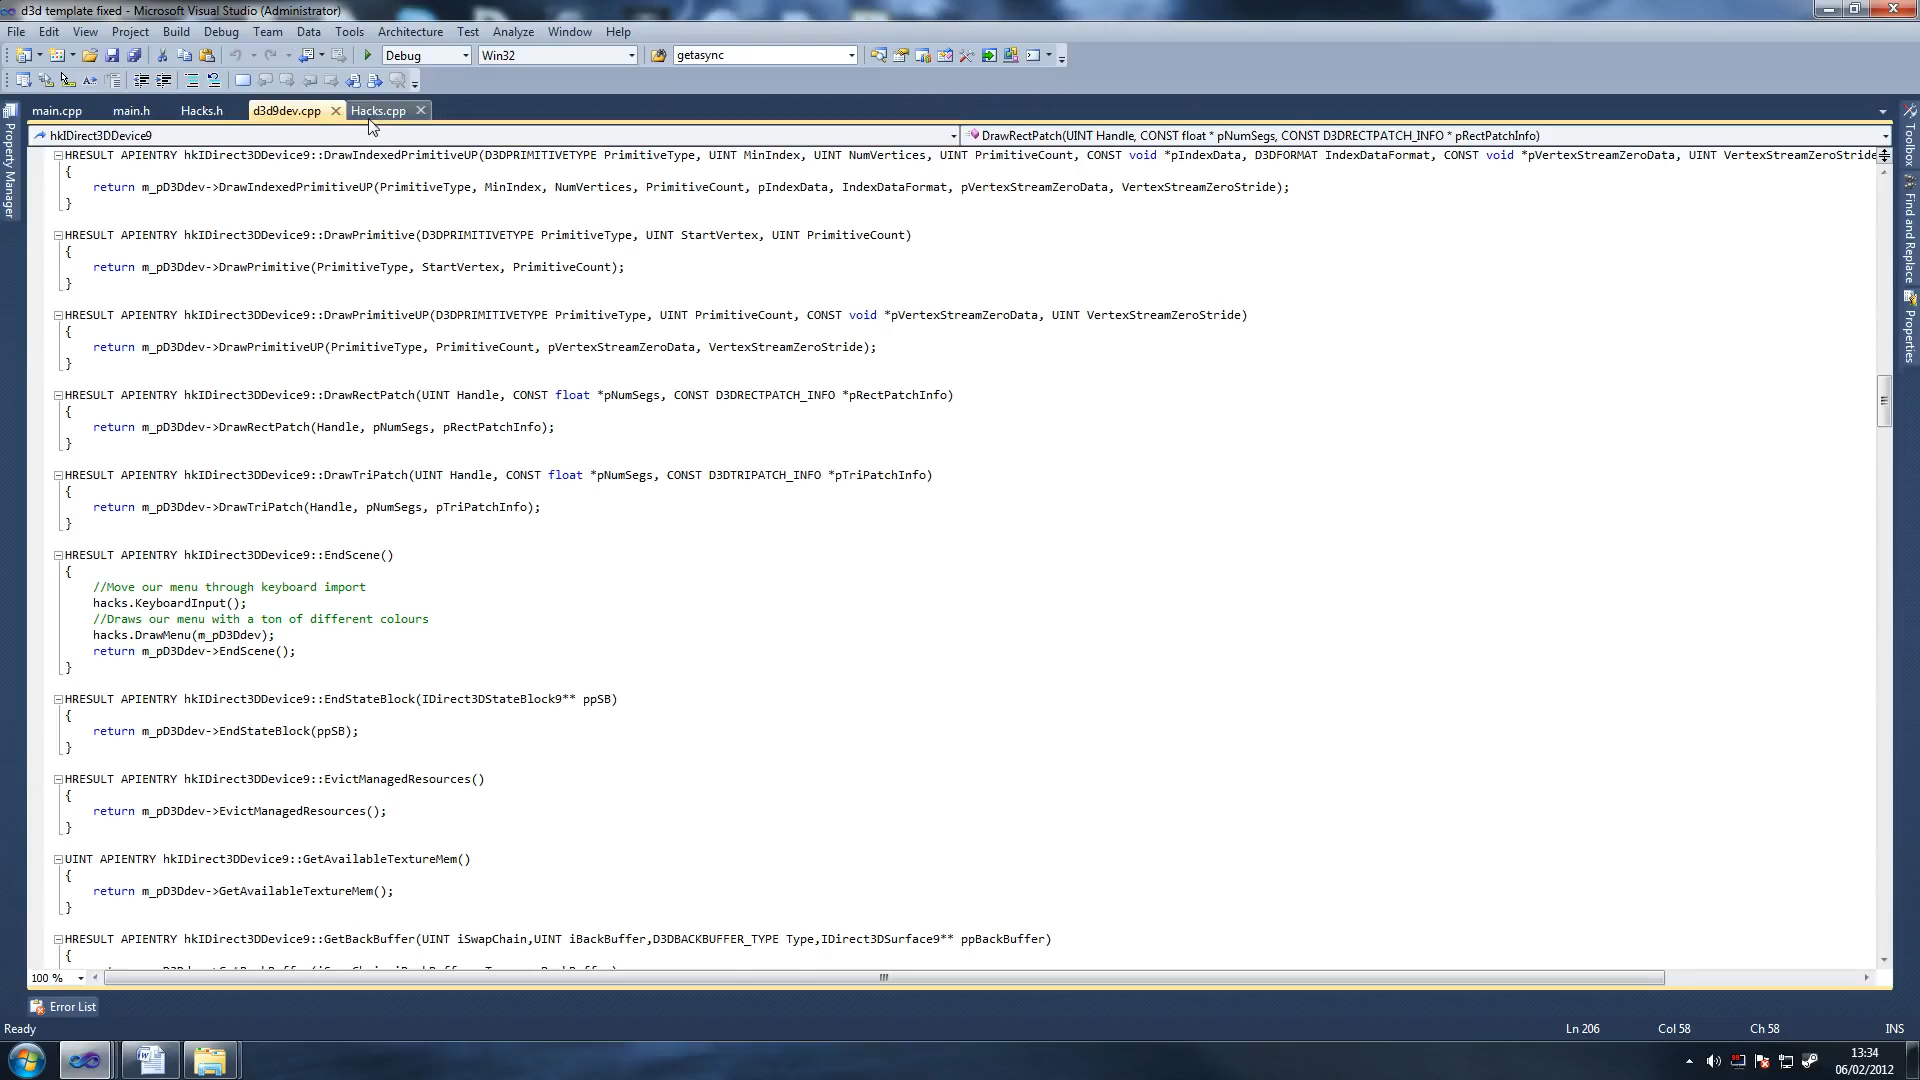 d3d template fixed - Microsoft Visual Studio (Administrator)
File Edit View Project Build Debug Team Data Tools Architecture Test Analyze Window Help
Debug Win32 getasync
main.cpp main.h Hacks.h d3d9dev.cpp Hacks.cpp
hkIDirect3DDevice9 DrawRectPatch(UINT Handle, CONST float * pNumSegs, CONST D3DRECTPATCH_INFO * pRectPatchInfo)
Property Manager
Toolbox
Find and Replace
Properties
HRESULT APIENTRY hkIDirect3DDevice9::DrawIndexedPrimitiveUP(D3DPRIMITIVETYPE PrimitiveType, UINT MinIndex, UINT NumVertices, UINT PrimitiveCount, CONST void *pIndexData, D3DFORMAT IndexDataFormat, CONST void *pVertexStreamZeroData, UINT VertexStreamZeroStride
{
return m_pD3Ddev->DrawIndexedPrimitiveUP(PrimitiveType, MinIndex, NumVertices, PrimitiveCount, pIndexData, IndexDataFormat, pVertexStreamZeroData, VertexStreamZeroStride);
}
HRESULT APIENTRY hkIDirect3DDevice9::DrawPrimitive(D3DPRIMITIVETYPE PrimitiveType, UINT StartVertex, UINT PrimitiveCount)
{
return m_pD3Ddev->DrawPrimitive(PrimitiveType, StartVertex, PrimitiveCount);
}
HRESULT APIENTRY hkIDirect3DDevice9::DrawPrimitiveUP(D3DPRIMITIVETYPE PrimitiveType, UINT PrimitiveCount, CONST void *pVertexStreamZeroData, UINT VertexStreamZeroStride)
{
return m_pD3Ddev->DrawPrimitiveUP(PrimitiveType, PrimitiveCount, pVertexStreamZeroData, VertexStreamZeroStride);
}
HRESULT APIENTRY hkIDirect3DDevice9::DrawRectPatch(UINT Handle, CONST float *pNumSegs, CONST D3DRECTPATCH_INFO *pRectPatchInfo)
{
return m_pD3Ddev->DrawRectPatch(Handle, pNumSegs, pRectPatchInfo);
}
HRESULT APIENTRY hkIDirect3DDevice9::DrawTriPatch(UINT Handle, CONST float *pNumSegs, CONST D3DTRIPATCH_INFO *pTriPatchInfo)
{
return m_pD3Ddev->DrawTriPatch(Handle, pNumSegs, pTriPatchInfo);
}
HRESULT APIENTRY hkIDirect3DDevice9::EndScene()
{
//Move our menu through keyboard import
hacks.KeyboardInput();
//Draws our menu with a ton of different colours
hacks.DrawMenu(m_pD3Ddev);
return m_pD3Ddev->EndScene();
}
HRESULT APIENTRY hkIDirect3DDevice9::EndStateBlock(IDirect3DStateBlock9** ppSB)
{
return m_pD3Ddev->EndStateBlock(ppSB);
}
HRESULT APIENTRY hkIDirect3DDevice9::EvictManagedResources()
{
return m_pD3Ddev->EvictManagedResources();
}
UINT APIENTRY hkIDirect3DDevice9::GetAvailableTextureMem()
{
return m_pD3Ddev->GetAvailableTextureMem();
}
HRESULT APIENTRY hkIDirect3DDevice9::GetBackBuffer(UINT iSwapChain,UINT iBackBuffer,D3DBACKBUFFER_TYPE Type,IDirect3DSurface9** ppBackBuffer)
{
100 %
Error List
Ready Ln 206 Col 58 Ch 58 INS
13:34
06/02/2012